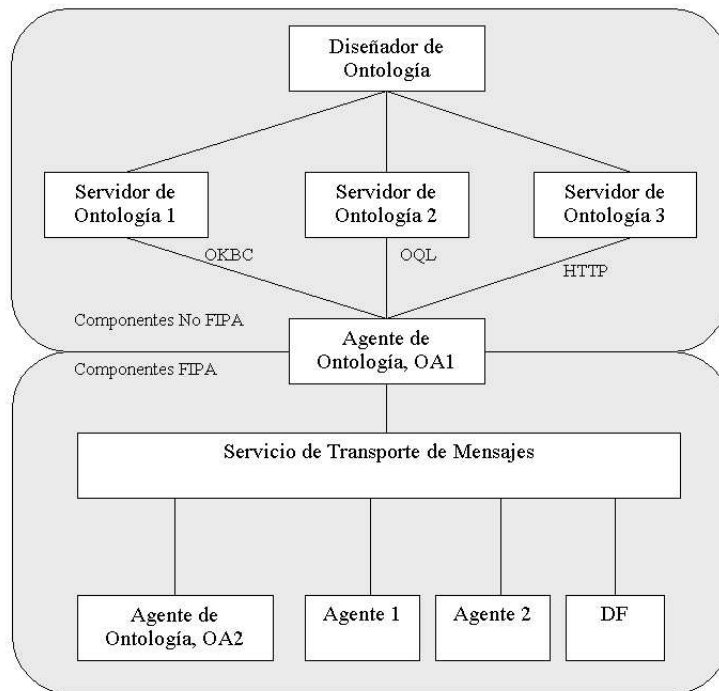 Diseñador de
Ontología
Servidor de
Ontología 1
Servidor de
Ontología 2
Servidor de
Ontología 3
OKBC
OQL
HTTP
Componentes No FIPA
Agente de
Ontología, OA1
Componentes FIPA
Servicio de Transporte de Mensajes
Agente de
Ontología, OA2
Agente 1
Agente 2
DF